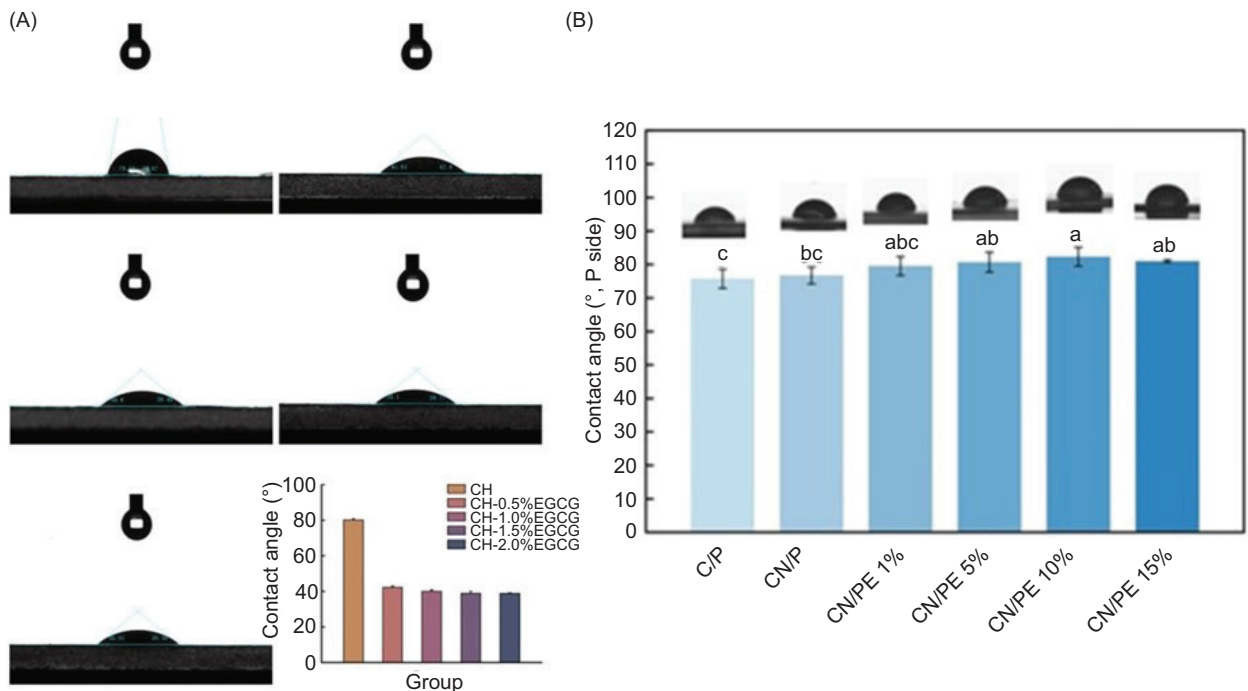 (A)
(B)
100
80
60
40
20
0
Contact angle (°)
Group
CH
CH-0.5%EGCG
CH-1.0%EGCG
CH-1.5%EGCG
CH-2.0%EGCG
120
110
100
90
80
70
60
50
40
30
20
10
0
Contact angle (°, P side)
c
bc
abc
ab
a
ab
C/P
CN/P
CN/PE 1%
CN/PE 5%
CN/PE 10%
CN/PE 15%